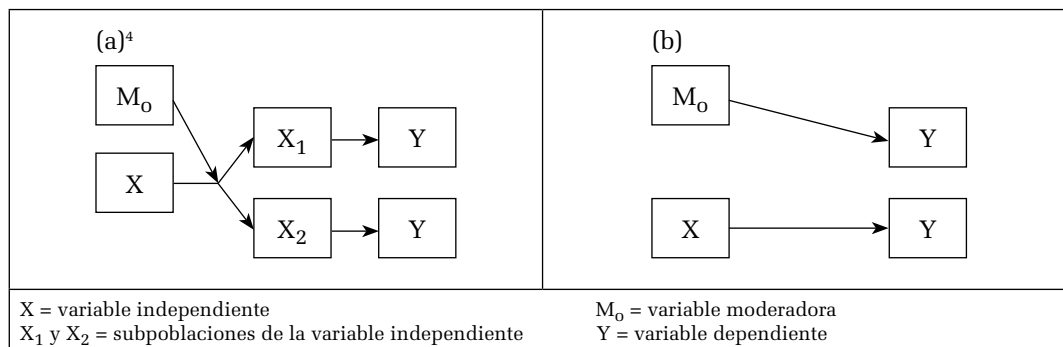 (a)⁴
Mₒ
X
X₁
Y
X₂
Y
(b)
Mₒ
Y
X
Y
X = variable independiente
X₁ y X₂ = subpoblaciones de la variable independiente
Mₒ = variable moderadora
Y = variable dependiente